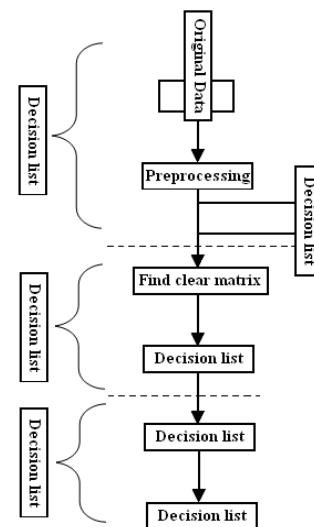 Original Data
Decision list
Preprocessing
Decision list
Find clear matrix
Decision list
Decision list
Decision list
Decision list
Decision list